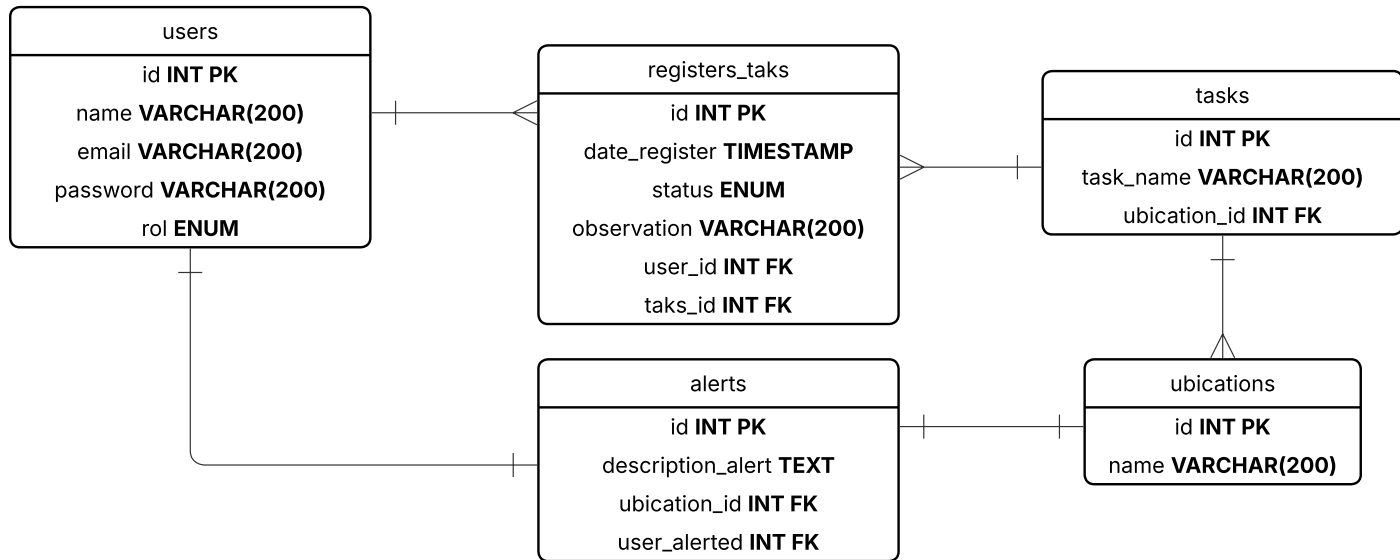 users
id INT PK
name VARCHAR(200)
email VARCHAR(200)
password VARCHAR(200)
rol ENUM
registers_taks
id INT PK
date_register TIMESTAMP
status ENUM
observation VARCHAR(200)
user_id INT FK
taks_id INT FK
tasks
id INT PK
task_name VARCHAR(200)
ubication_id INT FK
alerts
id INT PK
description_alert TEXT
ubication_id INT FK
user_alerted INT FK
ubications
id INT PK
name VARCHAR(200)